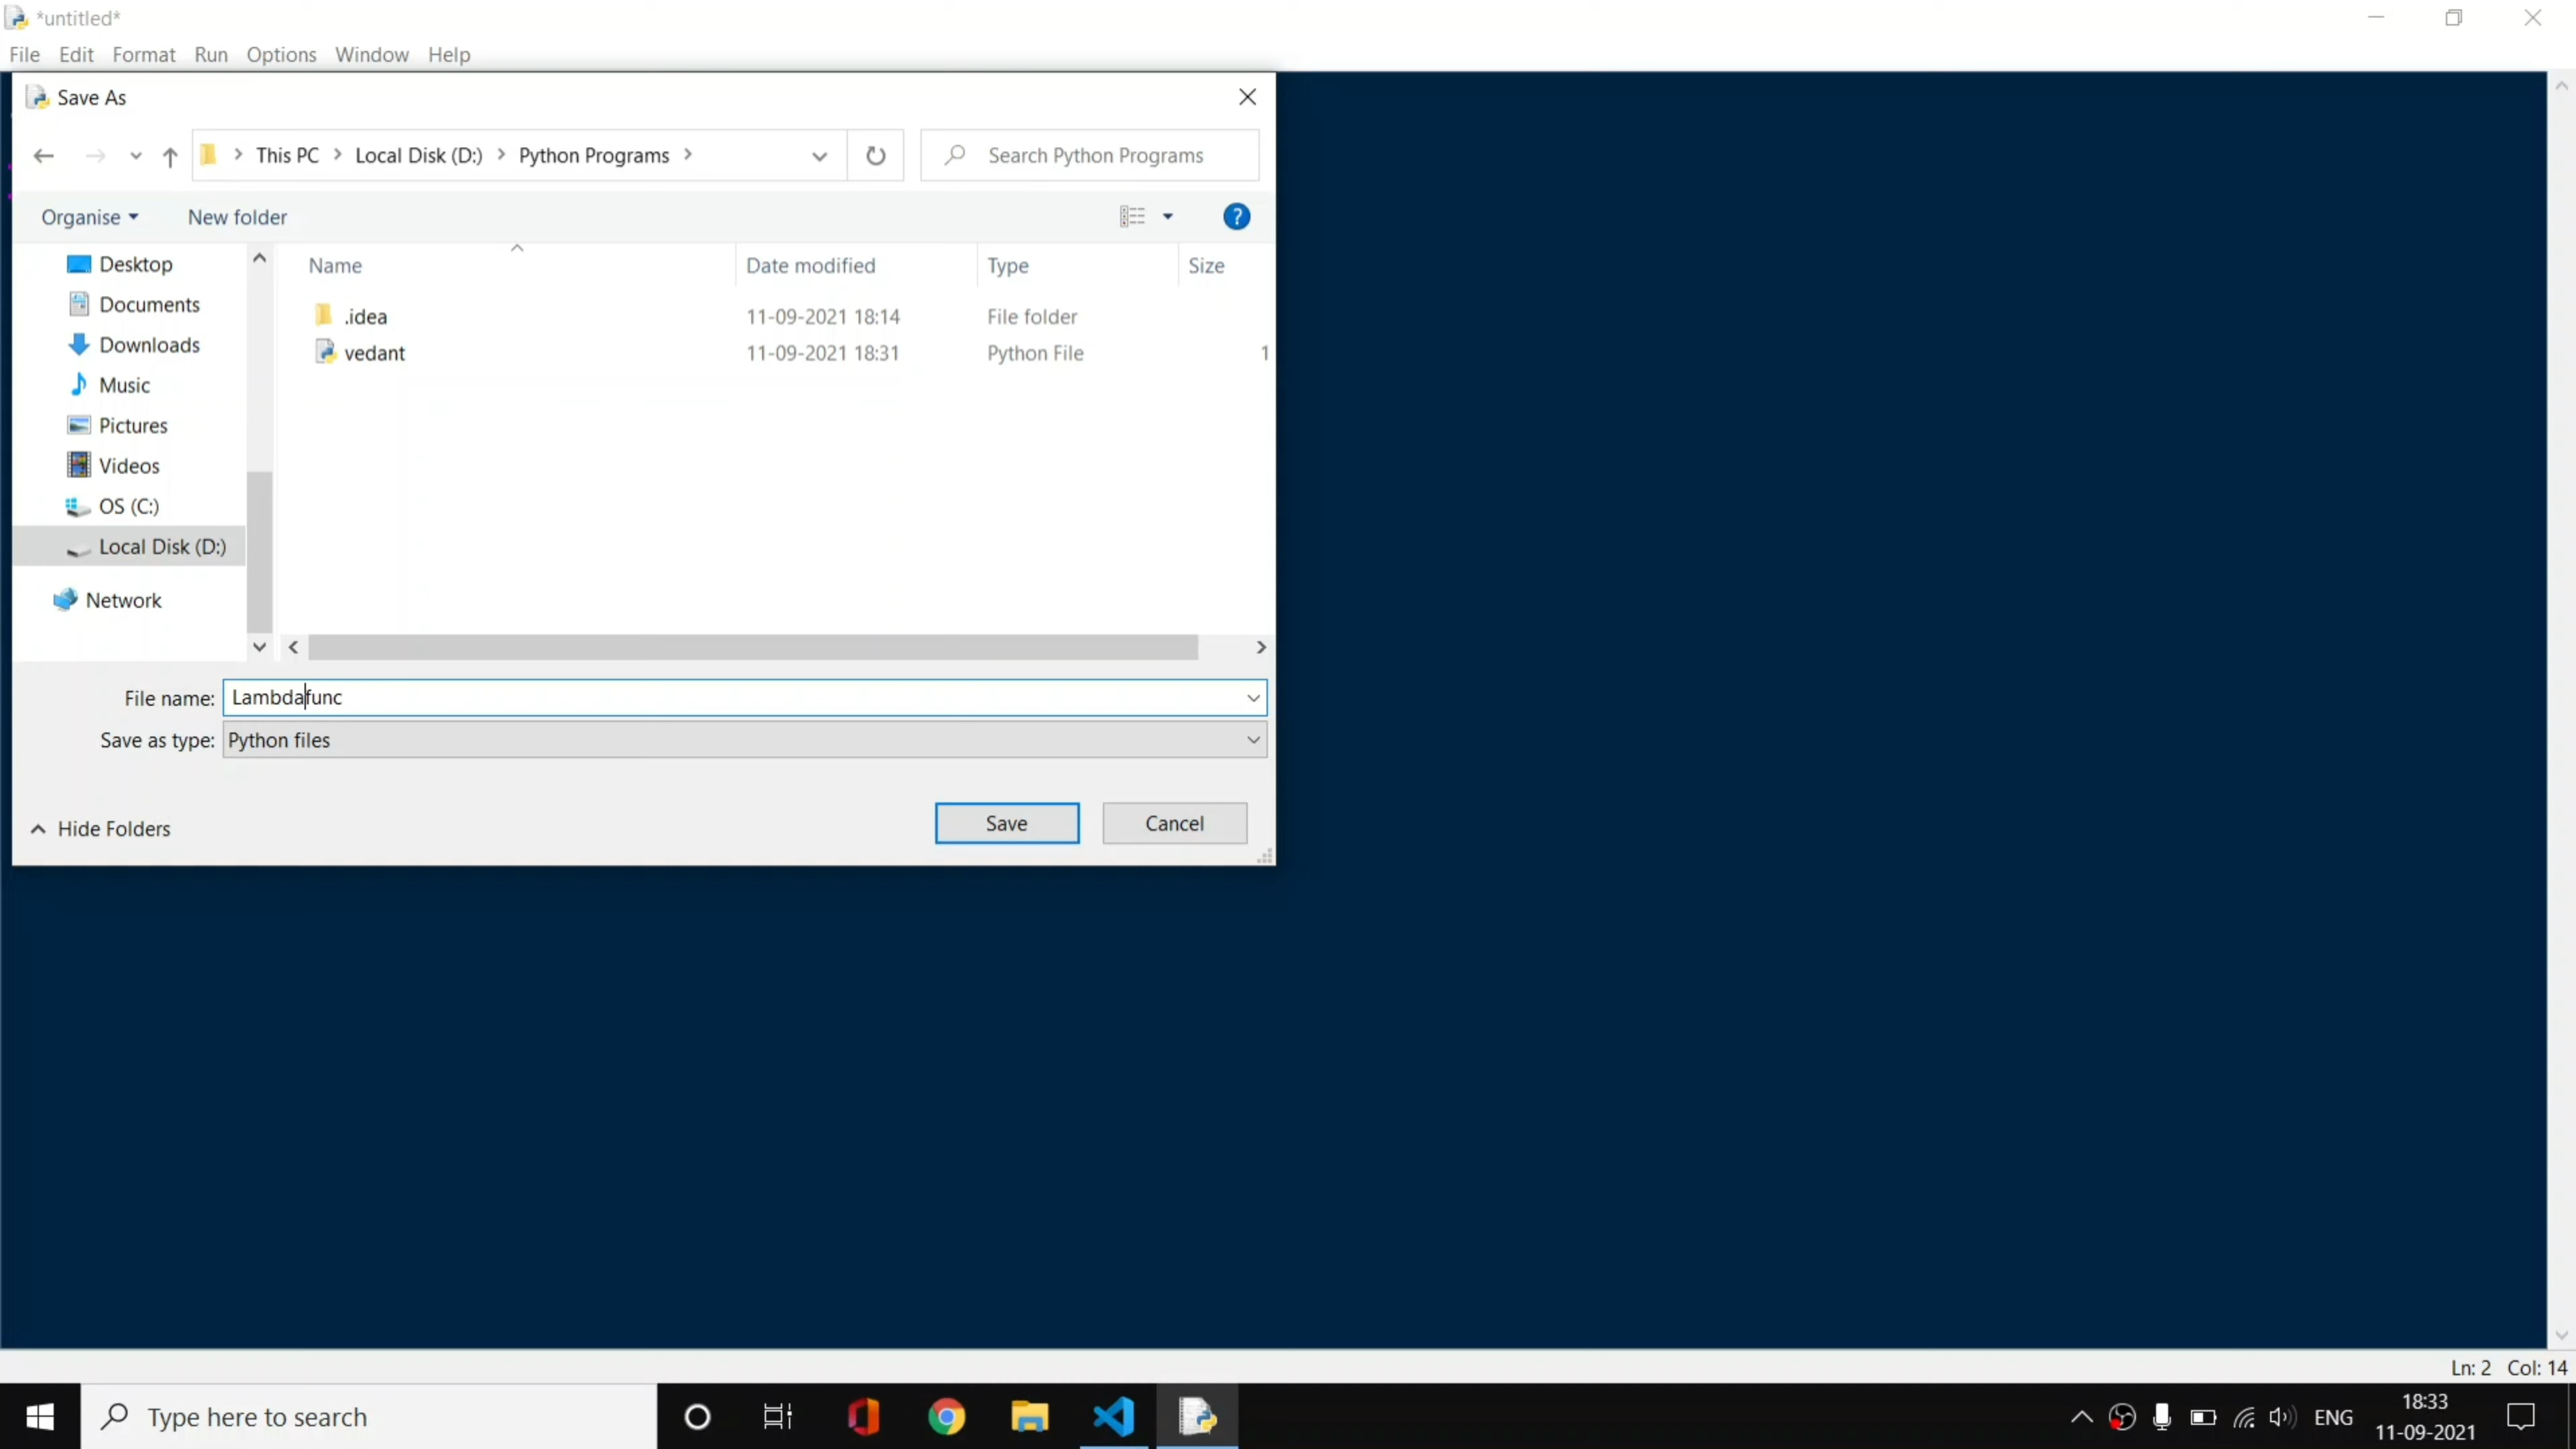 *untitled*
File Edit Format Run Options Window Help
Save As
This PC Local Disk (D:) Python Programs
Search Python Programs
Organise New folder
?
Name Date modified Type Size
Desktop
Documents
Downloads
Music
Pictures
Videos
OS (C:)
Local Disk (D:)
Network
.idea 11-09-2021 18:14 File folder
vedant 11-09-2021 18:31 Python File 1
File name: Lambdafunc
Save as type: Python files
Hide Folders
Save Cancel
Ln: 2 Col: 14
Type here to search
ENG
18:33
11-09-2021